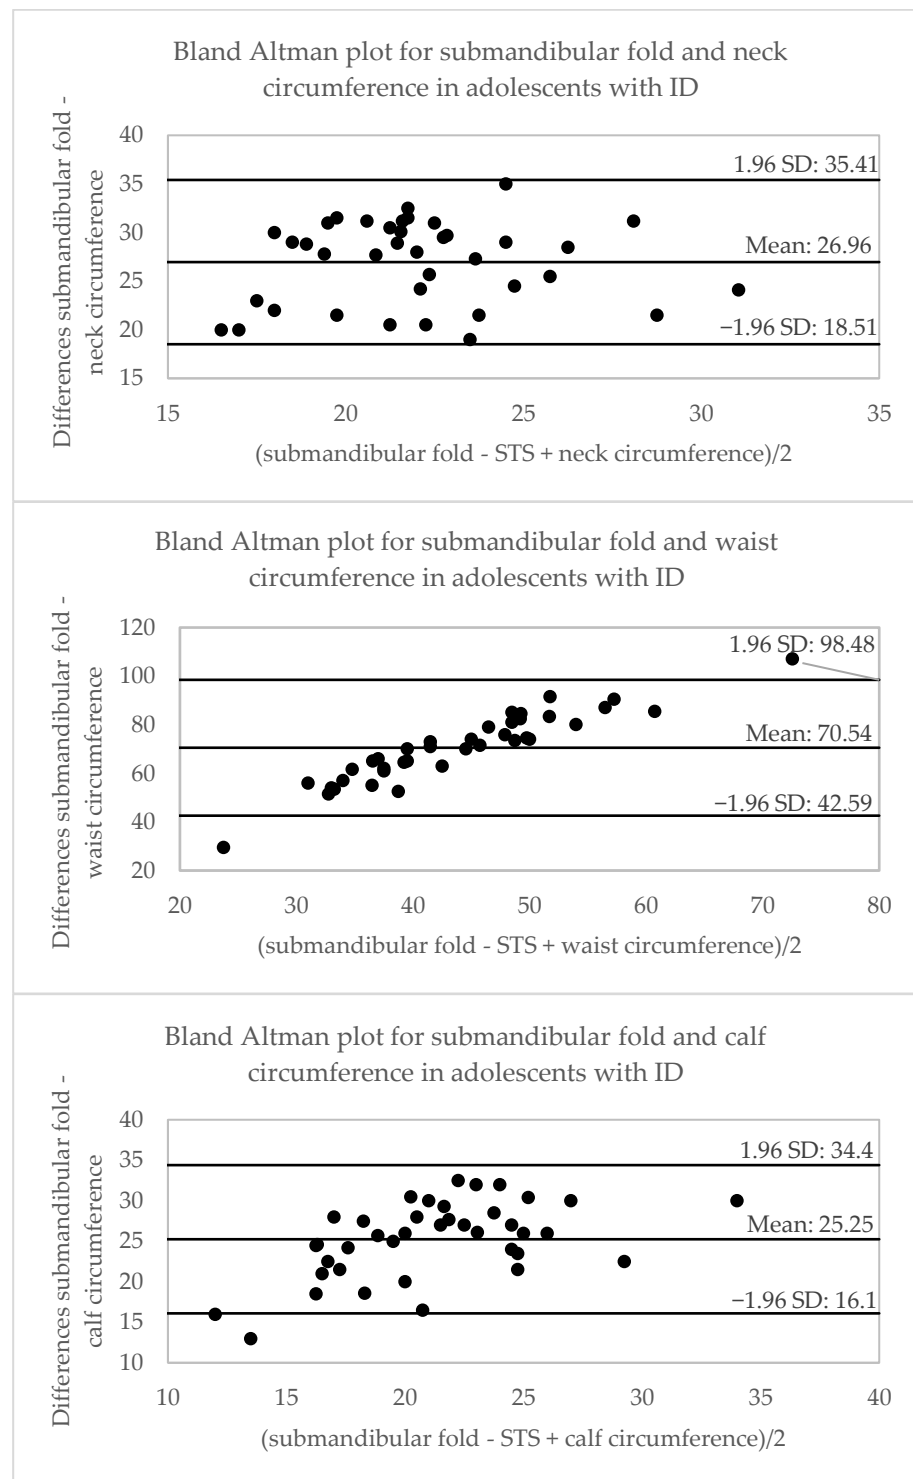 Bland Altman plot for submandibular fold and neck
circumference in adolescents with ID
Differences submandibular fold -
neck circumference
40
35
30
25
20
15
1.96 SD: 35.41
Mean: 26.96
−1.96 SD: 18.51
15 20 25 30 35
(submandibular fold - STS + neck circumference)/2
Bland Altman plot for submandibular fold and waist
circumference in adolescents with ID
Differences submandibular fold -
waist circumference
120
100
80
60
40
20
1.96 SD: 98.48
Mean: 70.54
−1.96 SD: 42.59
20 30 40 50 60 70 80
(submandibular fold - STS + waist circumference)/2
Bland Altman plot for submandibular fold and calf
circumference in adolescents with ID
Differences submandibular fold -
calf circumference
40
35
30
25
20
15
10
1.96 SD: 34.4
Mean: 25.25
−1.96 SD: 16.1
10 15 20 25 30 35 40
(submandibular fold - STS + calf circumference)/2